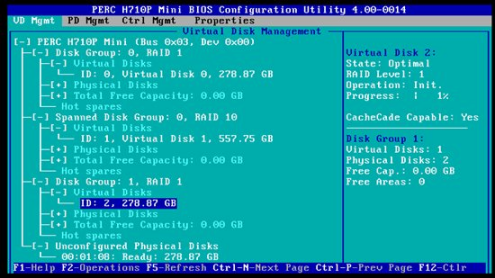 PERC H710P Mini BIOS Configuration Utility 4.00-0014
VD Mgmt PD Mgmt Ctrl Mgmt Properties
Virtual Disk Management
[-] PERC H710P Mini (Bus 0x03, Dev 0x00)
[-] Disk Group: 0, RAID 1
[-] Virtual Disks
ID: 0, Virtual Disk 0, 278.87 GB
[+] Physical Disks
[+] Total Free Capacity: 0.00 GB
Hot spares
[-] Spanned Disk Group: 0, RAID 10
[-] Virtual Disks
ID: 1, Virtual Disk 1, 557.75 GB
[+] Physical Disks
[+] Total Free Capacity: 0.00 GB
Hot spares
[-] Disk Group: 1, RAID 1
[-] Virtual Disks
ID: 2, 278.87 GB
[+] Physical Disks
[+] Total Free Capacity: 0.00 GB
Hot spares
[-] Unconfigured Physical Disks
00:01:08: Ready: 278.87 GB
Virtual Disk 2:
State: Optimal
RAID Level: 1
Operation: Init.
Progress: | 1%
CacheCade Capable: Yes
Disk Group 1:
Virtual Disks: 1
Physical Disks: 2
Free Cap.: 0.00 GB
Free Areas: 0
F1-Help F2-Operations F5-Refresh Ctrl-N-Next Page Ctrl-P-Prev Page F12-Ctlr